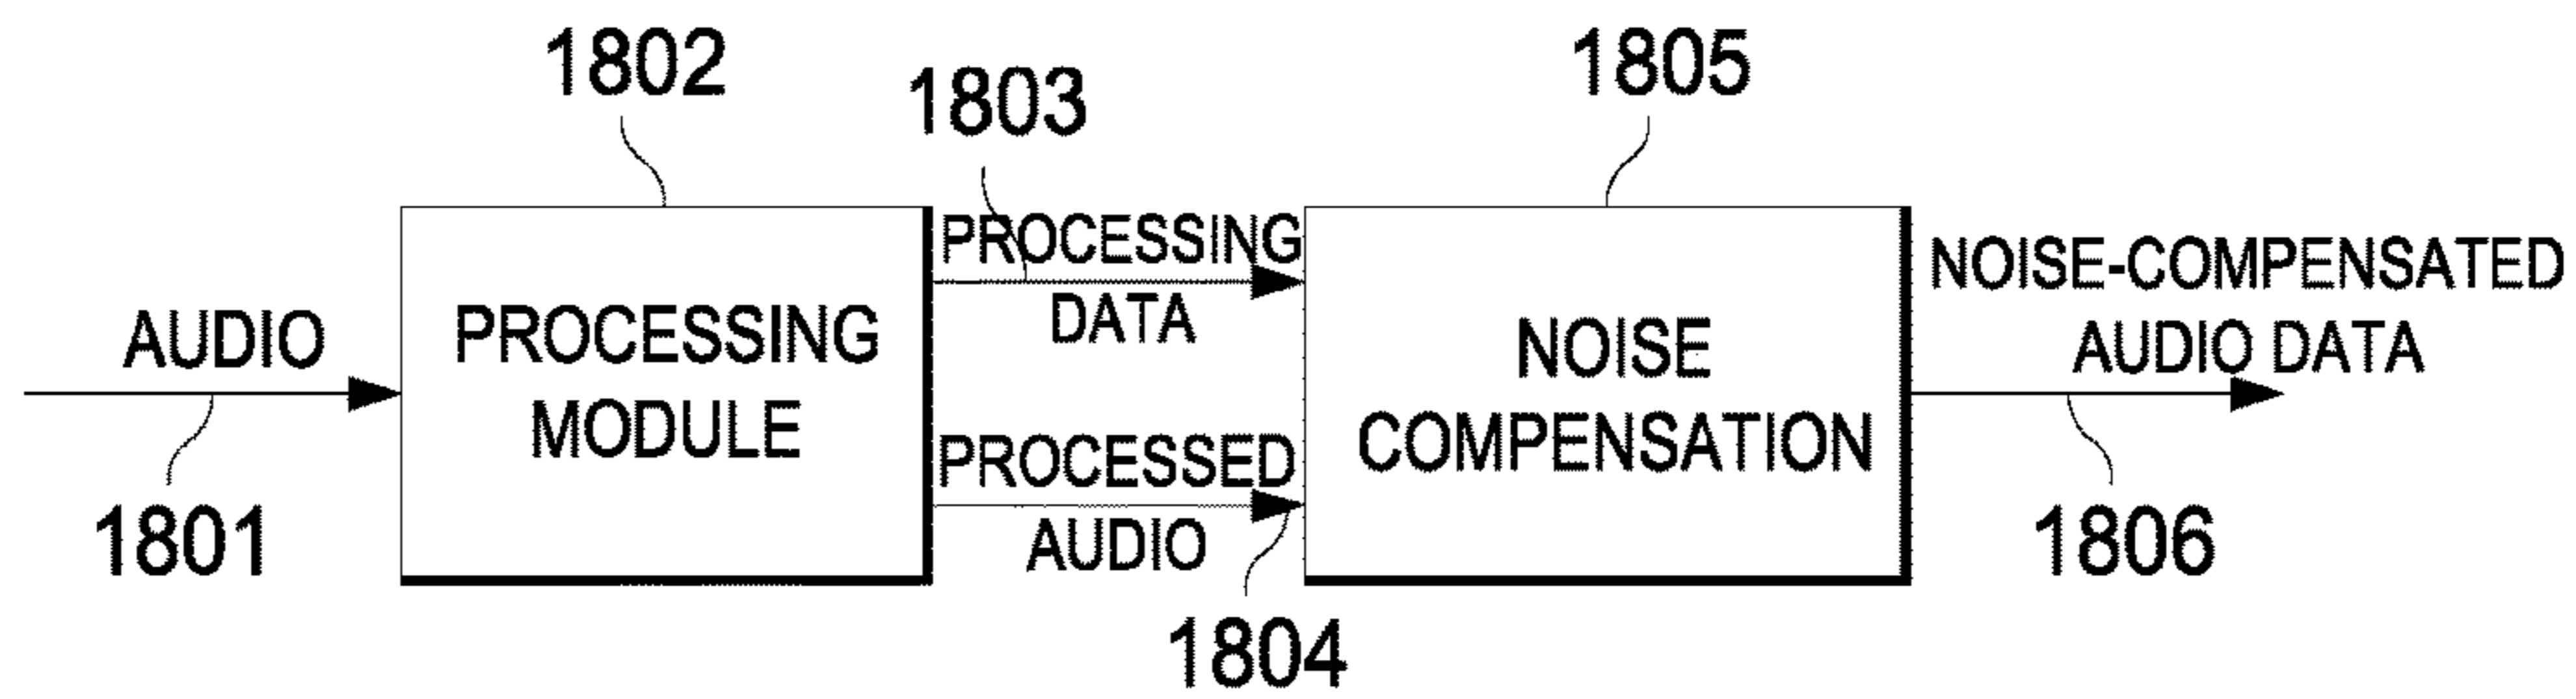 1802
1805
1803
PROCESSING
DATA
AUDIO
PROCESSING
MODULE
NOISE
COMPENSATION
NOISE-COMPENSATED
AUDIO DATA
PROCESSED
AUDIO
1801
1804
1806